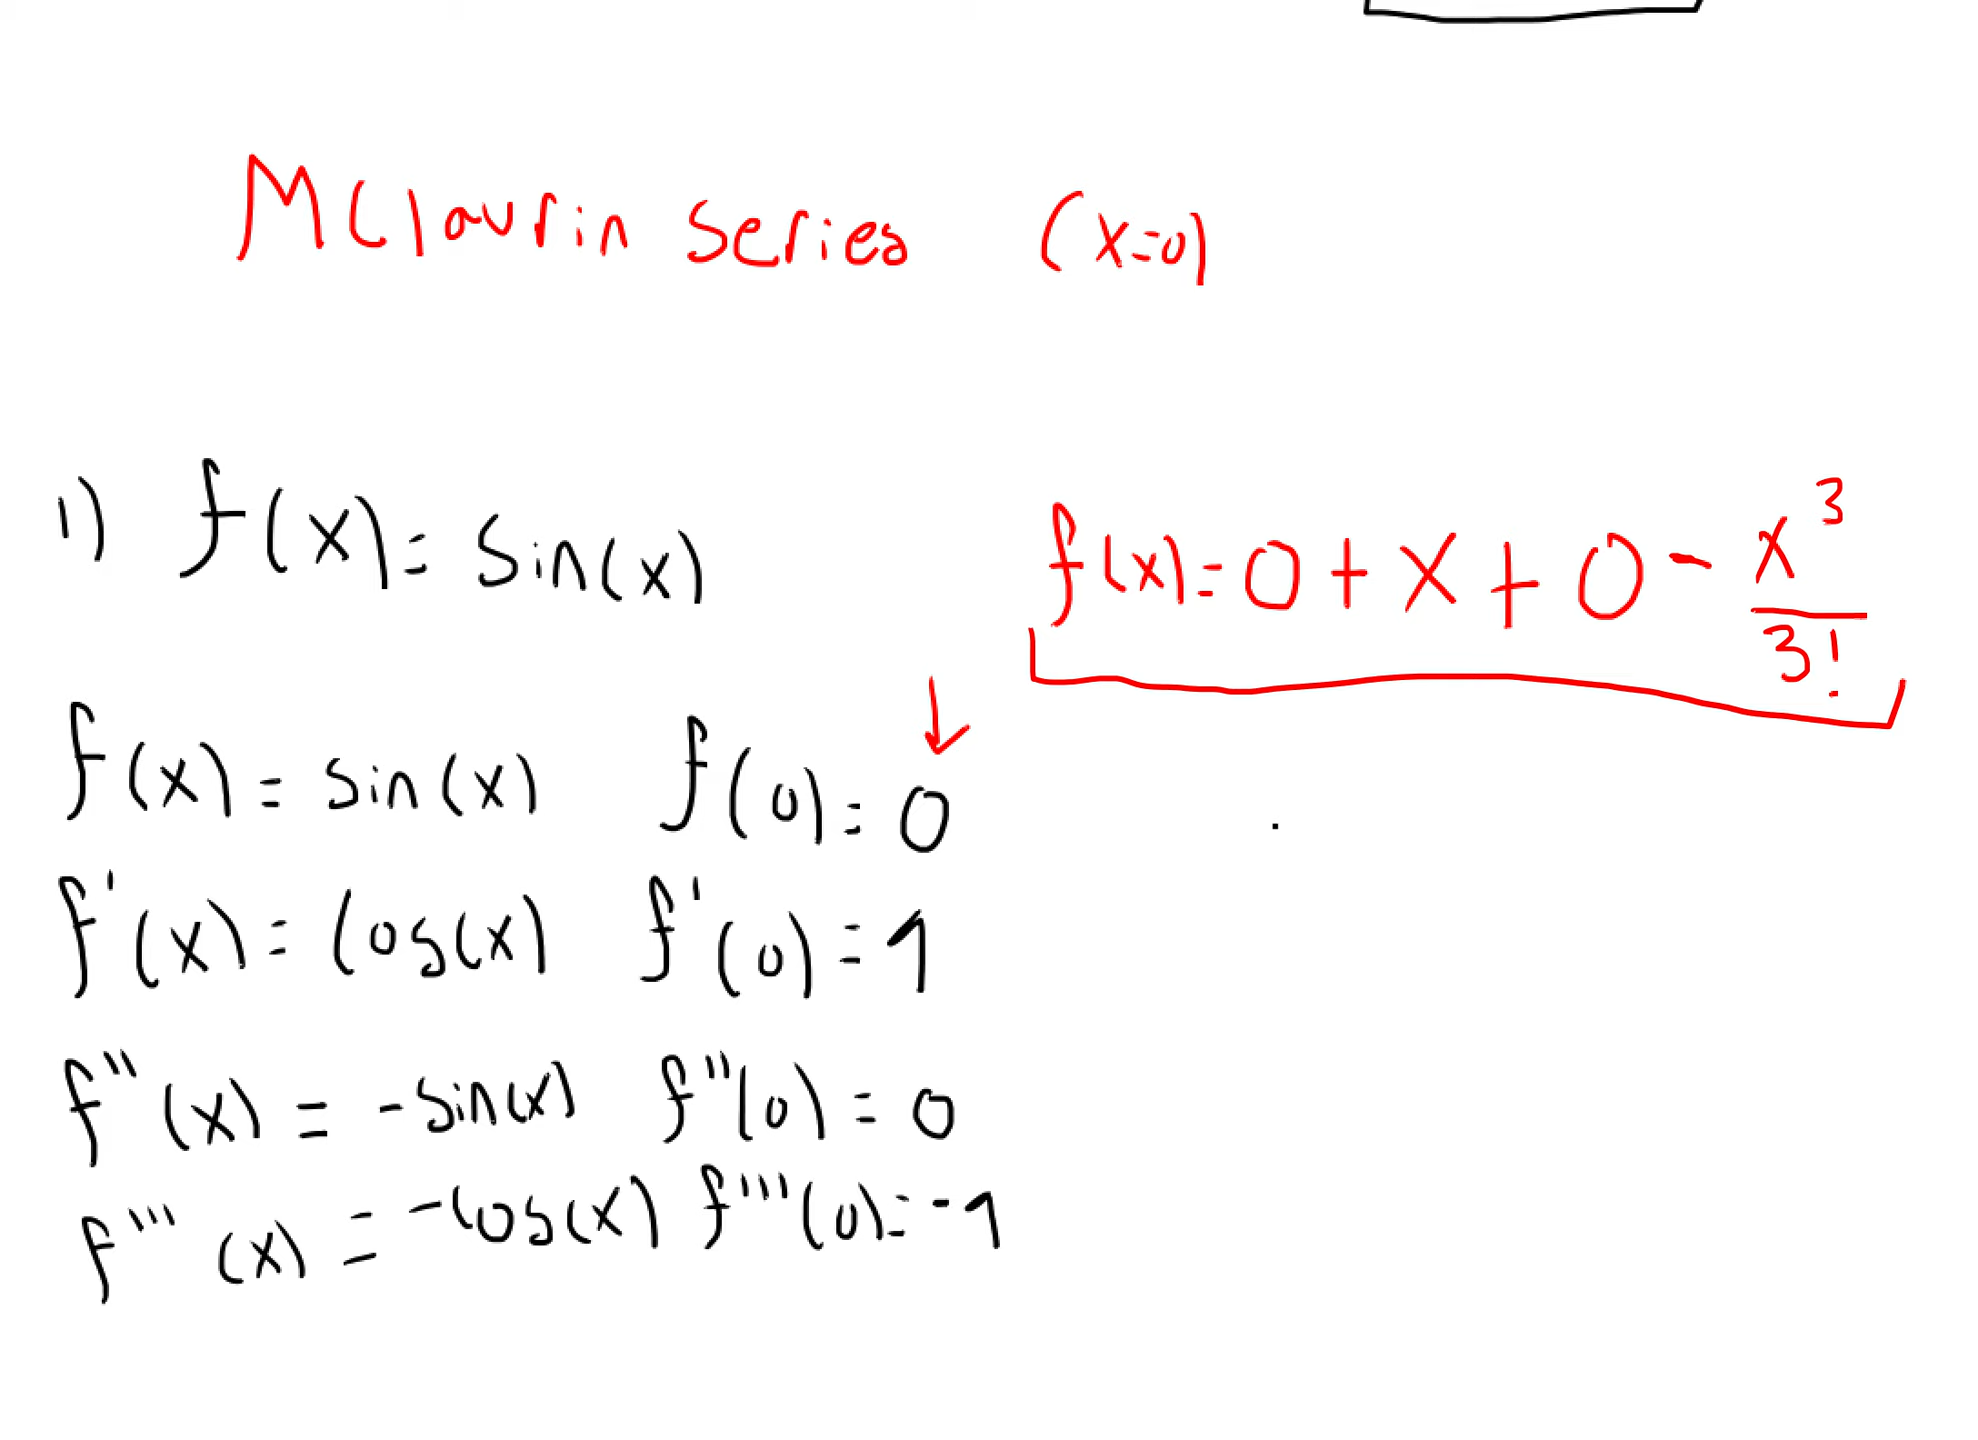 MClaurin series (x=0)
1) f(x)= sin(x)
f(x)=0+x+0-x^3/3!
f(x)= sin(x) f(0)=0
f'(x)= cos(x) f'(0)=1
f''(x) = -sin(x) f''(0)=0
f'''(x) = -cos(x) f'''(0)=-1